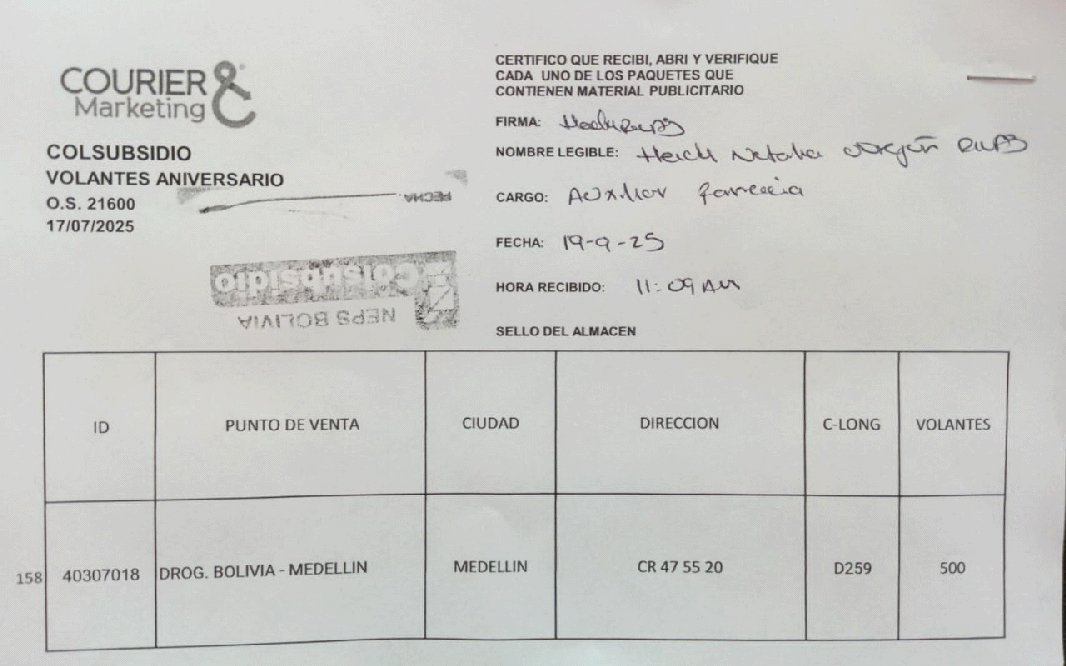 COURIER &
Marketing
COLSUBSIDIO
VOLANTES ANIVERSARIO
O.S. 21600
17/07/2025
FECHA
Colsubsidio
NEPS BOLIVIA
CERTIFICO QUE RECIBI, ABRI Y VERIFIQUE
CADA UNO DE LOS PAQUETES QUE
CONTIENEN MATERIAL PUBLICITARIO
FIRMA:
NOMBRE LEGIBLE: Natalia
CARGO: Auxiliar farmacia
FECHA: 19-9-25
HORA RECIBIDO: 11:09 AM
SELLO DEL ALMACEN
ID PUNTO DE VENTA CIUDAD DIRECCION C-LONG VOLANTES
158 40307018 DROG. BOLIVIA - MEDELLIN MEDELLIN CR 47 55 20 D259 500